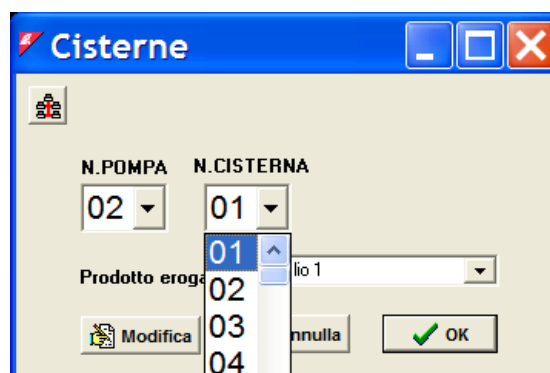 Cisterne
N.POMPA N.CISTERNA
02 01
01
02
03
04
Prodotto eroga lio 1
Modifica nnulla OK